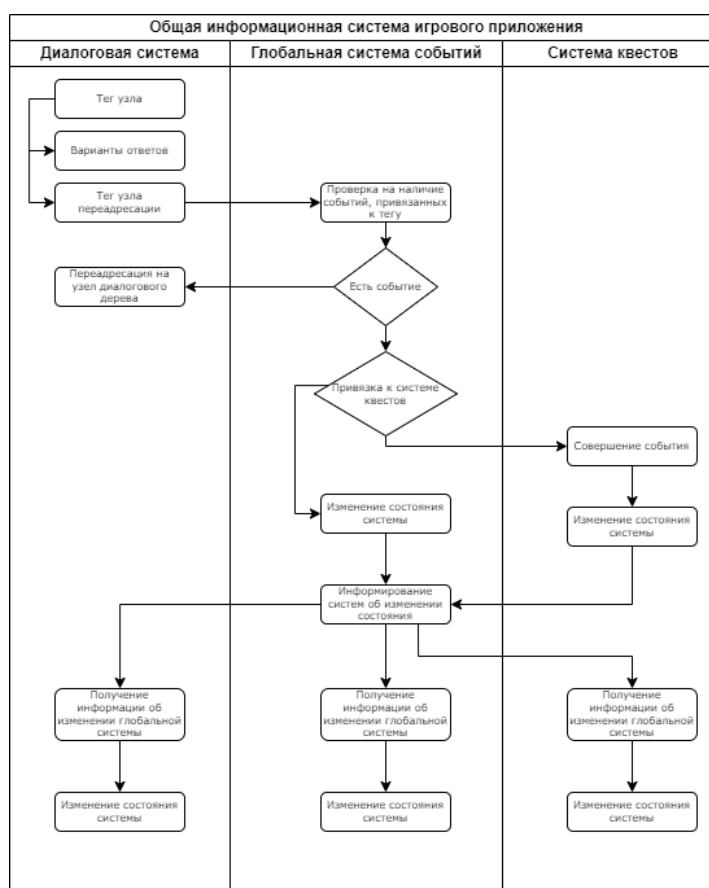 Общая информационная система игрового приложения
Диалоговая система
Глобальная система событий
Система квестов
Тег узла
Варианты ответов
Тег узла
переадресации
Проверка на наличие
событий, привязанных
к тегу
Переадресация на
узел диалогового
дерева
Есть событие
Привязка к системе
квестов
Совершение события
Изменение состояния
системы
Изменение состояния
системы
Информирование
систем об изменении
состояния
Получение
информации об
изменении глобальной
системы
Получение
информации об
изменении глобальной
системы
Получение
информации об
изменении глобальной
системы
Изменение состояния
системы
Изменение состояния
системы
Изменение состояния
системы